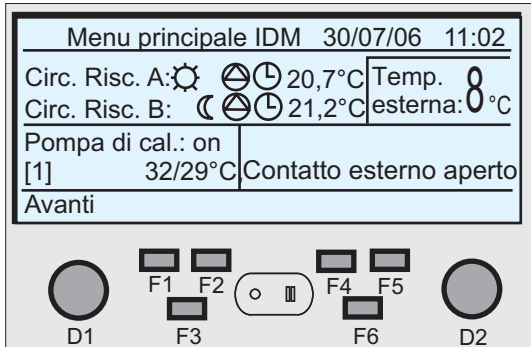 Menu principale IDM 30/07/06 11:02
Circ. Risc. A: 20,7°C
Circ. Risc. B: 21,2°C
Temp.
esterna: 8 °C
Pompa di cal.: on
[1] 32/29°C
Contatto esterno aperto
Avanti
F1 F2 F4 F5
D1 F3 F6 D2